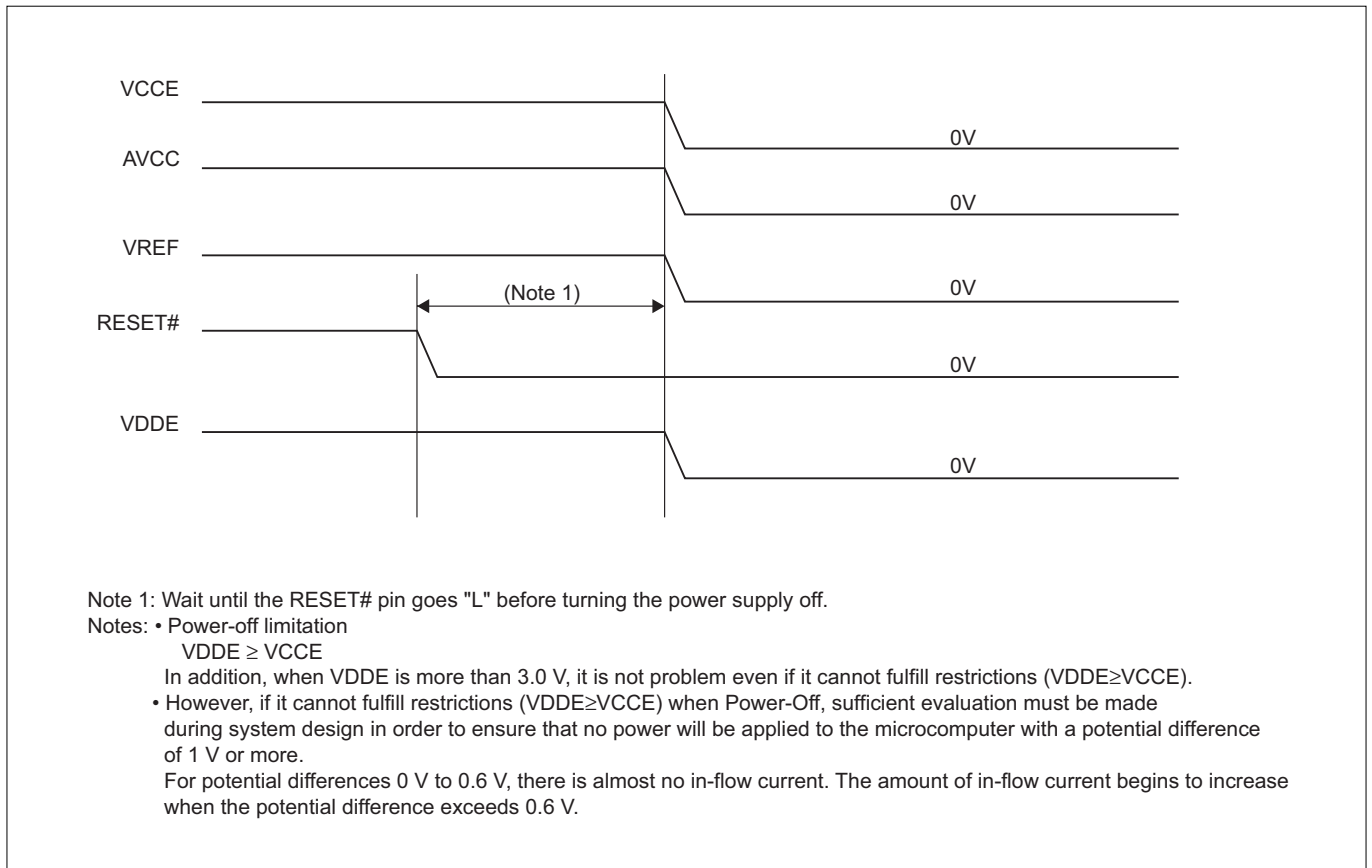 VCCE
0V
AVCC
0V
VREF
0V
(Note 1)
RESET#
0V
VDDE
0V
Note 1: Wait until the RESET# pin goes "L" before turning the power supply off.
Notes: • Power-off limitation
VDDE ≥ VCCE
In addition, when VDDE is more than 3.0 V, it is not problem even if it cannot fulfill restrictions (VDDE≥VCCE).
• However, if it cannot fulfill restrictions (VDDE≥VCCE) when Power-Off, sufficient evaluation must be made
during system design in order to ensure that no power will be applied to the microcomputer with a potential difference
of 1 V or more.
For potential differences 0 V to 0.6 V, there is almost no in-flow current. The amount of in-flow current begins to increase
when the potential difference exceeds 0.6 V.